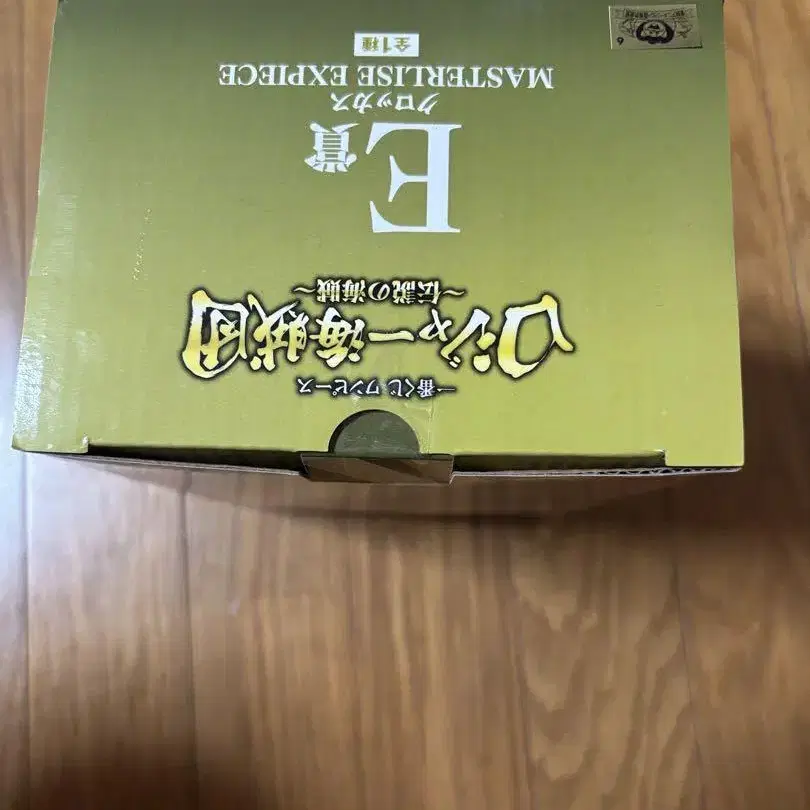 一番くじ ワンピース
ロジャー海賊団
～伝説の海賊～
E賞
クロッカス
MASTERLISE EXPIECE
全1種